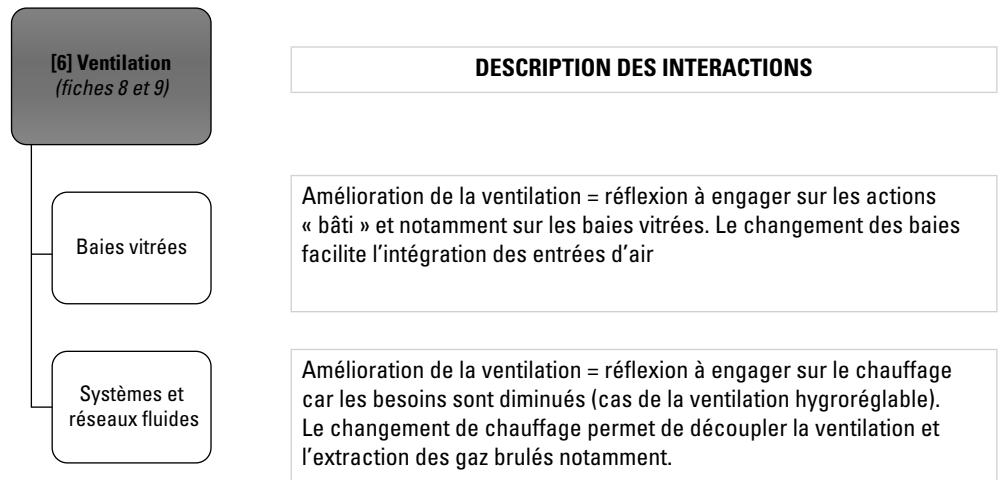 [6] Ventilation
(fiches 8 et 9)
DESCRIPTION DES INTERACTIONS
Baies vitrées
Amélioration de la ventilation = réflexion à engager sur les actions
« bâti » et notamment sur les baies vitrées. Le changement des baies
facilite l'intégration des entrées d'air
Systèmes et
réseaux fluides
Amélioration de la ventilation = réflexion à engager sur le chauffage
car les besoins sont diminués (cas de la ventilation hygroréglable).
Le changement de chauffage permet de découpler la ventilation et
l'extraction des gaz brulés notamment.